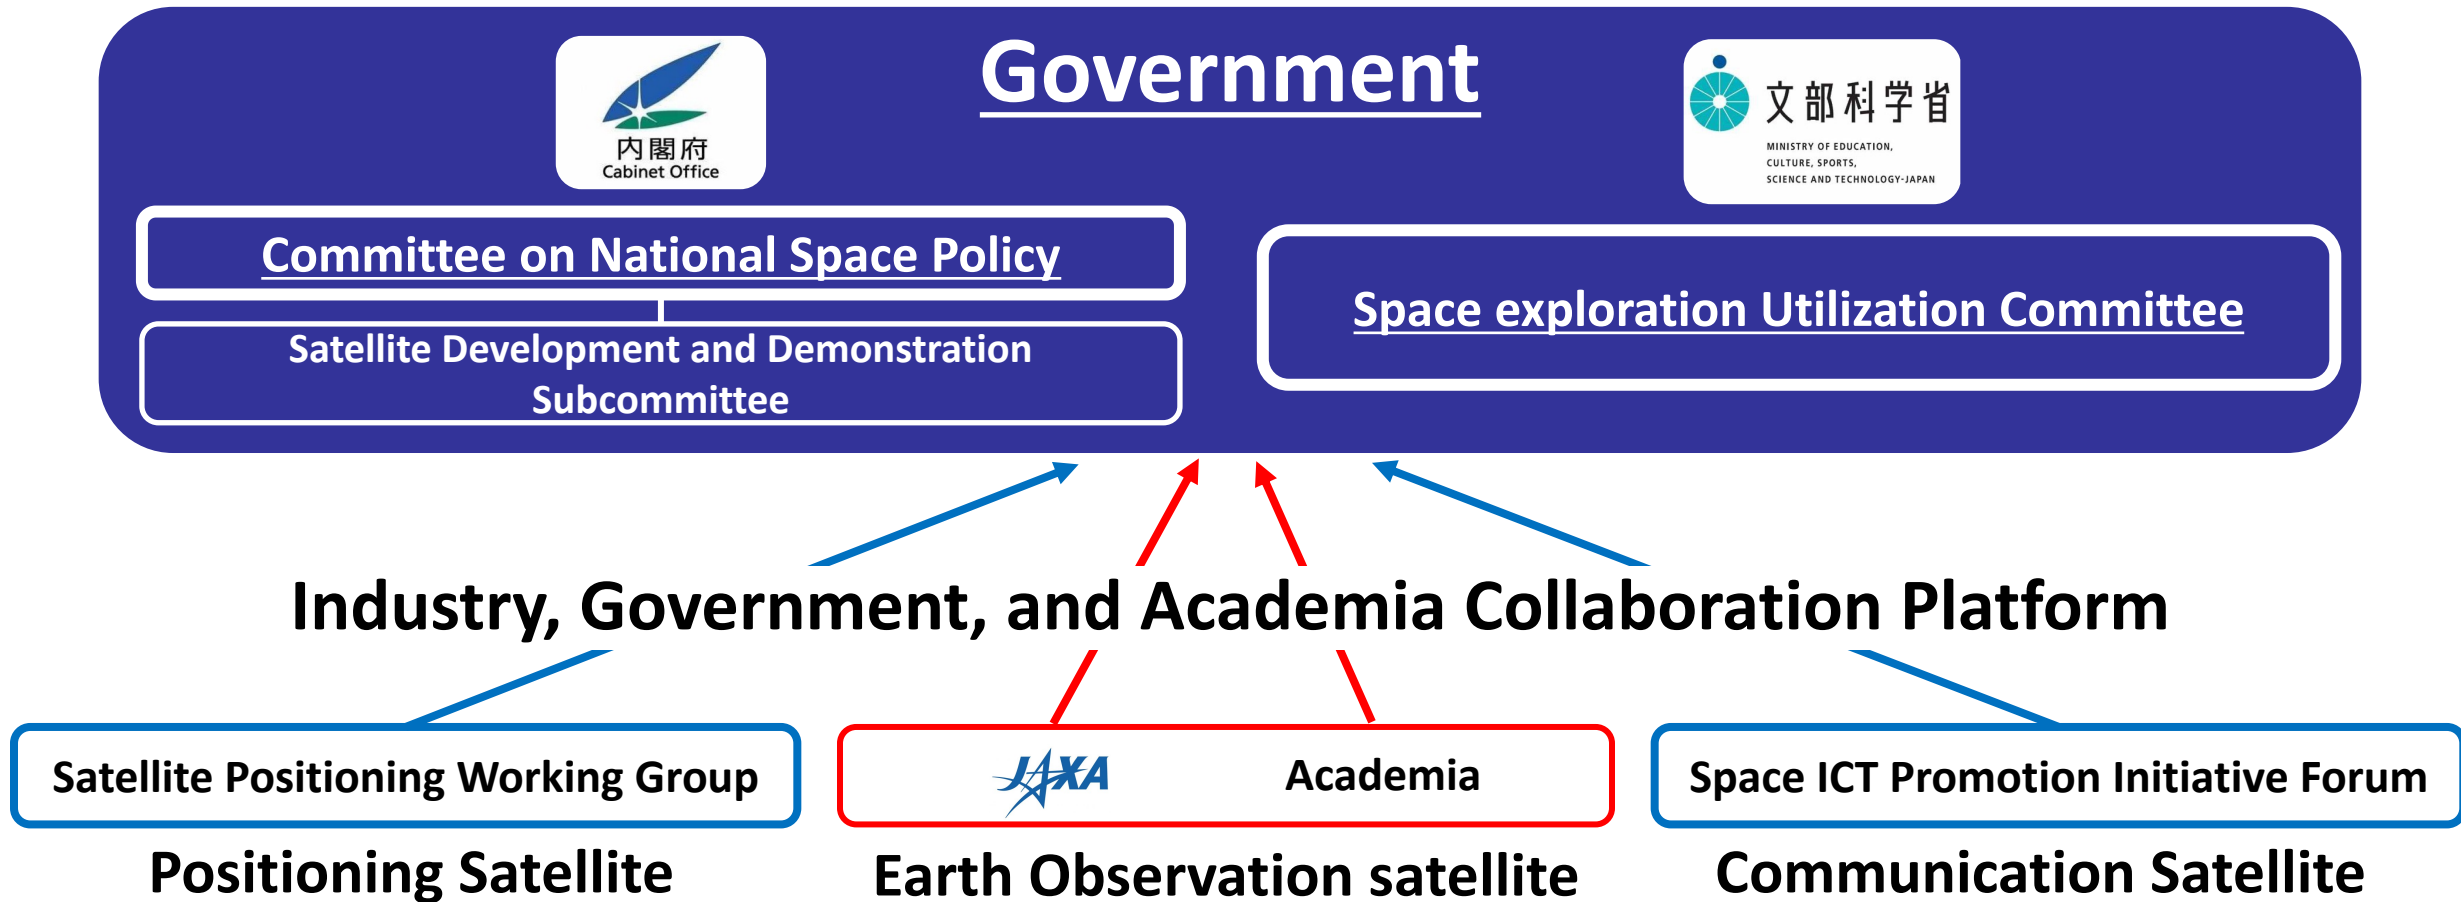 Government
内閣府
Cabinet Office
文部科学省
MINISTRY OF EDUCATION,
CULTURE, SPORTS,
SCIENCE AND TECHNOLOGY-JAPAN
Committee on National Space Policy
Satellite Development and Demonstration
Subcommittee
Space exploration Utilization Committee
Industry, Government, and Academia Collaboration Platform
Satellite Positioning Working Group
JAXA
Academia
Space ICT Promotion Initiative Forum
Positioning Satellite
Earth Observation satellite
Communication Satellite